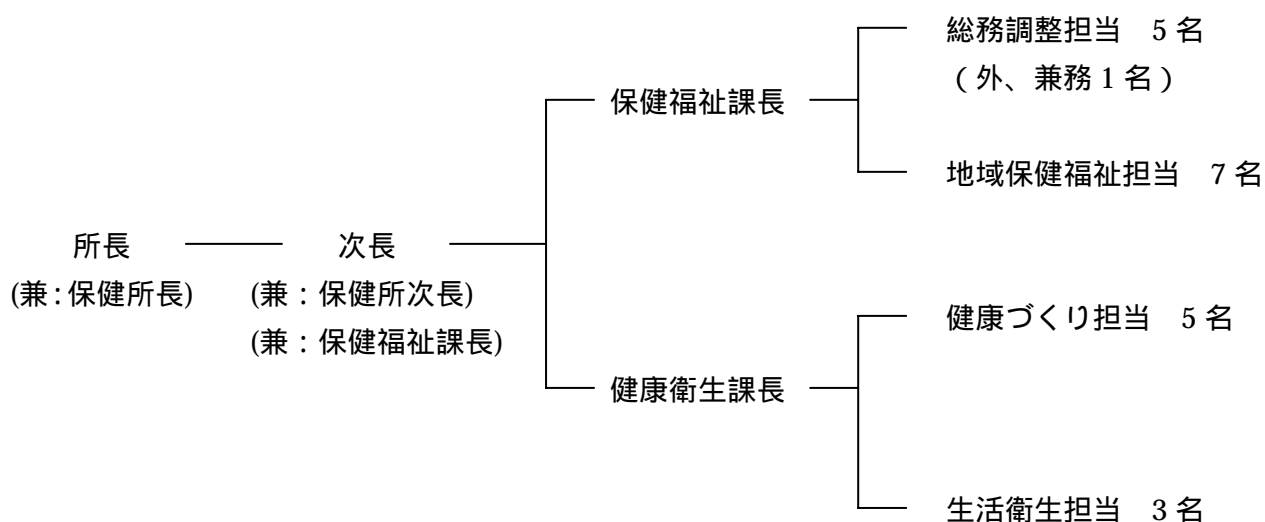 総務調整担当 5名
(外、兼務1名)
保健福祉課長
地域保健福祉担当 7名
所長
次長
(兼:保健所長)
(兼:保健所次長)
(兼:保健福祉課長)
健康づくり担当 5名
健康衛生課長
生活衛生担当 3名